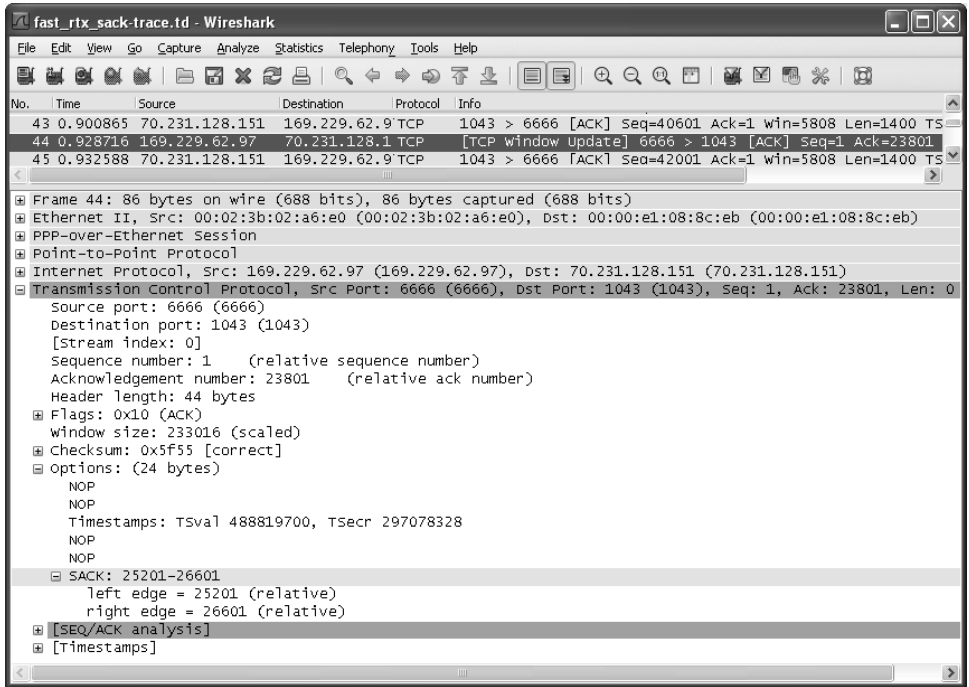 fast_rtx_sack-trace.td - Wireshark
File Edit View Go Capture Analyze Statistics Telephony Tools Help
No. Time Source Destination Protocol Info
43 0.900865 70.231.128.151 169.229.62.9 TCP 1043 > 6666 [ACK] Seq=40601 Ack=1 Win=5808 Len=1400 TS
44 0.928716 169.229.62.97 70.231.128.1 TCP [TCP Window Update] 6666 > 1043 [ACK] Seq=1 Ack=23801
45 0.932588 70.231.128.151 169.229.62.9 TCP 1043 > 6666 [ACK] Seq=42001 Ack=1 Win=5808 Len=1400 TS
Frame 44: 86 bytes on wire (688 bits), 86 bytes captured (688 bits)
Ethernet II, Src: 00:02:3b:02:a6:e0 (00:02:3b:02:a6:e0), Dst: 00:00:e1:08:8c:eb (00:00:e1:08:8c:eb)
PPP-over-Ethernet Session
Point-to-Point Protocol
Internet Protocol, Src: 169.229.62.97 (169.229.62.97), Dst: 70.231.128.151 (70.231.128.151)
Transmission Control Protocol, Src Port: 6666 (6666), Dst Port: 1043 (1043), Seq: 1, Ack: 23801, Len: 0
Source port: 6666 (6666)
Destination port: 1043 (1043)
[Stream index: 0]
Sequence number: 1 (relative sequence number)
Acknowledgement number: 23801 (relative ack number)
Header length: 44 bytes
Flags: 0x10 (ACK)
Window size: 233016 (scaled)
Checksum: 0x5f55 [correct]
Options: (24 bytes)
NOP
NOP
Timestamps: TSval 488819700, TSecr 297078328
NOP
NOP
SACK: 25201-26601
left edge = 25201 (relative)
right edge = 26601 (relative)
[SEQ/ACK analysis]
[Timestamps]